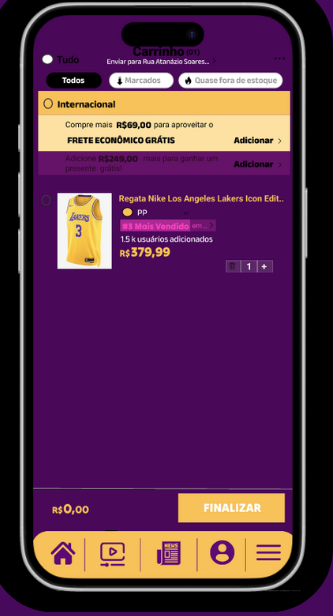 Carrinho (01)
Tudo
Enviar para Rua Atanázio Soares...
Todos
Marcados
Quase fora de estoque
Internacional
Compre mais R$69,00 para aproveitar o
FRETE ECONÔMICO GRÁTIS
Adicionar >
Adicione R$249,00 mais para ganhar um
presente grátis!
Adicionar >
Regata Nike Los Angeles Lakers Icon Edit..
PP
#3 Mais Vendido em ... >
1.5 k usuários adicionados
R$379,99
1 +
LAKERS
3
R$0,00
FINALIZAR
NEWS